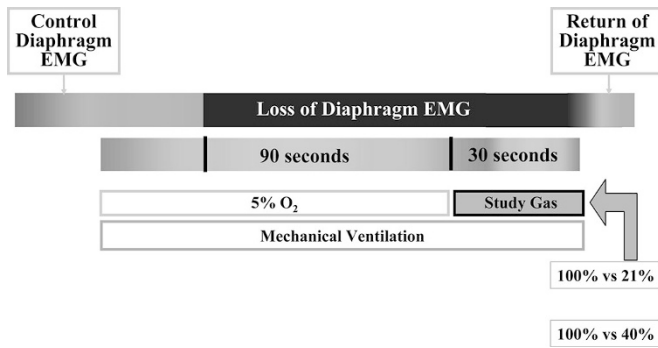 Control
Diaphragm
EMG
Return of
Diaphragm
EMG
Loss of Diaphragm EMG
90 seconds
30 seconds
5% O₂
Study Gas
Mechanical Ventilation
100% vs 21%
100% vs 40%